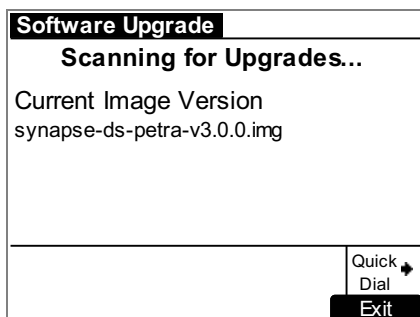 Software Upgrade
Scanning for Upgrades...
Current Image Version
synapse-ds-petra-v3.0.0.img
Quick
Dial
Exit